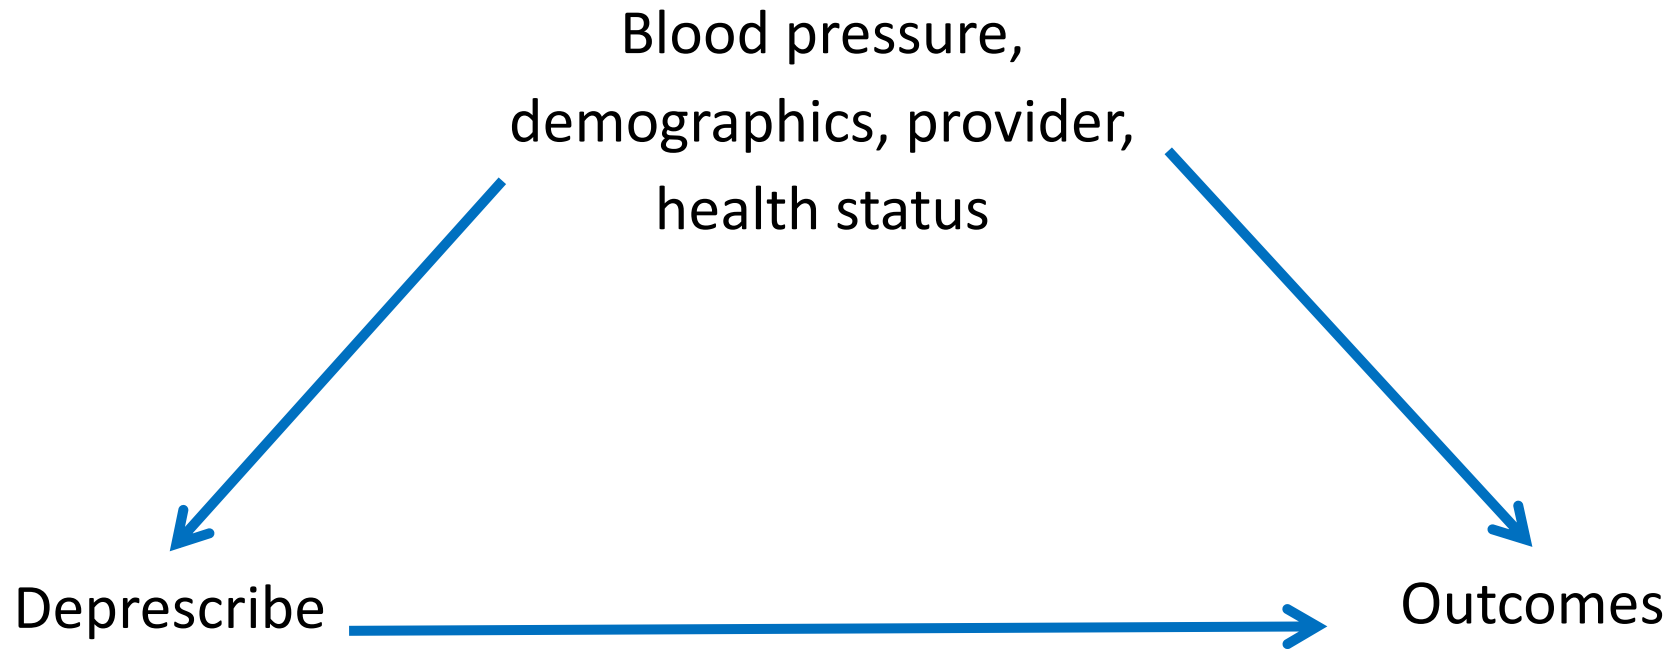 Blood pressure,
demographics, provider,
health status
Deprescribe
Outcomes